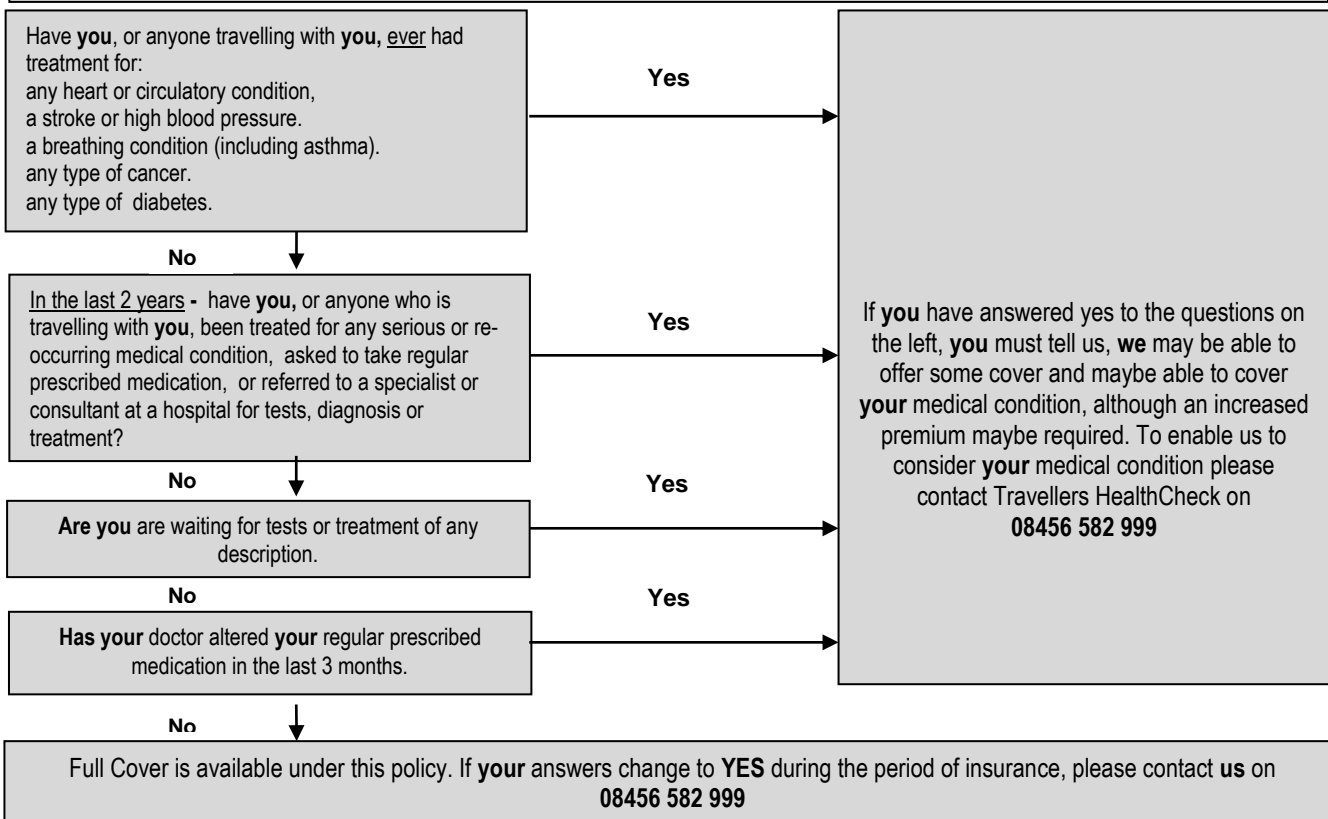 Have you, or anyone travelling with you, ever had
treatment for:
any heart or circulatory condition,
a stroke or high blood pressure.
a breathing condition (including asthma).
any type of cancer.
any type of diabetes.
Yes
No
In the last 2 years - have you, or anyone who is
travelling with you, been treated for any serious or re-
occurring medical condition, asked to take regular
prescribed medication, or referred to a specialist or
consultant at a hospital for tests, diagnosis or
treatment?
Yes
No
Are you are waiting for tests or treatment of any
description.
Yes
No
Has your doctor altered your regular prescribed
medication in the last 3 months.
Yes
No
If you have answered yes to the questions on
the left, you must tell us, we may be able to
offer some cover and maybe able to cover
your medical condition, although an increased
premium maybe required. To enable us to
consider your medical condition please
contact Travellers HealthCheck on
08456 582 999
Full Cover is available under this policy. If your answers change to YES during the period of insurance, please contact us on
08456 582 999